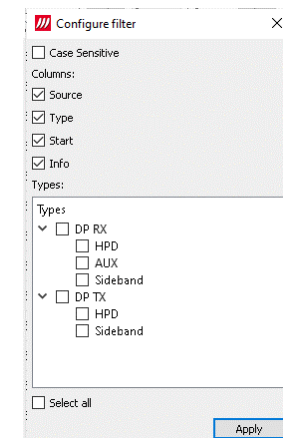 Configure filter
Case Sensitive
Columns:
Source
Type
Start
Info
Types:
Types
DP RX
HPD
AUX
Sideband
DP TX
HPD
Sideband
Select all
Apply